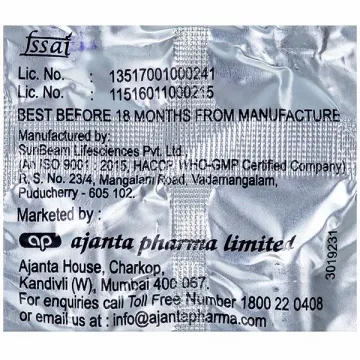 fssai
Lic. No. : 13517001000241
Lic. No. : 11516011000215
BEST BEFORE 18 MONTHS FROM MANUFACTURE
Manufactured by:
SunBeam Lifesciences Pvt. Ltd.
(An ISO 9001 : 2015, HACCP, WHO-GMP Certified Company)
R. S. No. 23/4, Mangalam Road, Vadamangalam,
Puducherry - 605 102.
Marketed by :
ap ajanta pharma limited
Ajanta House, Charkop,
Kandivli (W), Mumbai 400 067.
For enquiries call Toll Free Number 1800 22 0408
or email us at : info@ajantapharma.com
3019231